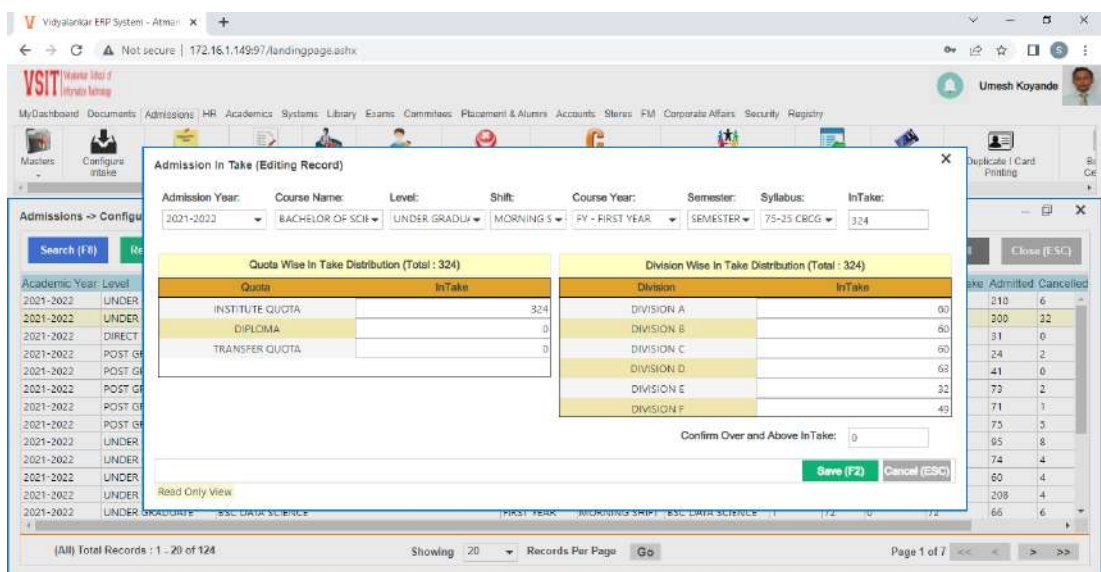 Vidyalankar ERP System - Atman
Not secure | 172.16.1.149:97/landingpage.ashx
S
VSIT Vidyalankar School of
Information Technology
Umesh Koyande
MyDashboard Documents Admissions HR Academics Systems Library Exams Commitees Placement & Alumni Accounts Stores FM Corporate Affairs Security Registry
Masters Configure
Intake Duplicate I Card
Printing
Admission In Take (Editing Record)
Admissions -> Configu
Admission Year: Course Name: Level: Shift: Course Year: Semester: Syllabus: InTake:
2021-2022 BACHELOR OF SCIE UNDER GRADUA MORNING S FY - FIRST YEAR SEMESTER 75-25 CBCG 324
Search (F8) Re Close (ESC)
Quota Wise In Take Distribution (Total : 324) Division Wise In Take Distribution (Total : 324)
Quota InTake Division InTake
INSTITUTE QUOTA 324 DIVISION A 60
DIPLOMA 0 DIVISION B 60
TRANSFER QUOTA 0 DIVISION C 60
DIVISION D 63
DIVISION E 32
DIVISION F 49
Confirm Over and Above InTake: 0
Save (F2) Cancel (ESC)
Read Only View
Academic Year Level ake Admitted Cancelled
2021-2022 UNDER 210 6
2021-2022 UNDER 300 32
2021-2022 DIRECT 31 0
2021-2022 POST GR 24 2
2021-2022 POST GR 41 0
2021-2022 POST GR 73 2
2021-2022 POST GR 71 1
2021-2022 POST GR 75 3
2021-2022 UNDER 95 8
2021-2022 UNDER 74 4
2021-2022 UNDER 60 4
2021-2022 UNDER 208 4
2021-2022 UNDER GRADUATE BSC DATA SCIENCE FIRST YEAR MORNING SHIFT BSC DATA SCIENCE 1 72 0 72 66 6
(All) Total Records : 1 - 20 of 124 Showing 20 Records Per Page Go Page 1 of 7 << < > >>